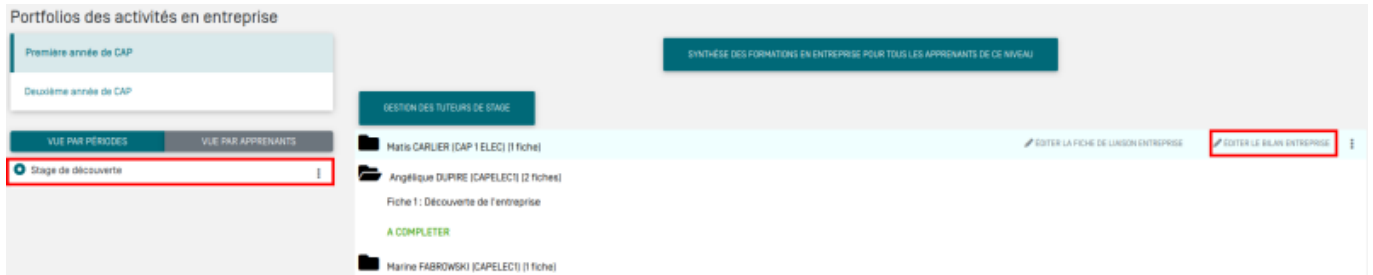 Portfolios des activités en entreprise
Première année de CAP
Deuxième année de CAP
VUE PAR PÉRIODES VUE PAR APPRENANTS
Stage de découverte
SYNTHÈSE DES FORMATIONS EN ENTREPRISE POUR TOUS LES APPRENANTS DE CE NIVEAU
GESTION DES TUTEURS DE STAGE
Matis CARLIER (CAP 1 ELEC) (1 fiche) ÉDITER LA FICHE DE LIAISON ENTREPRISE ÉDITER LE BILAN ENTREPRISE
Angélique DUPIRE (CAPELEC1) (2 fiches)
Fiche 1 : Découverte de l'entreprise
A COMPLETER
Marine FABROWSKI (CAPELEC1) (1 fiche)